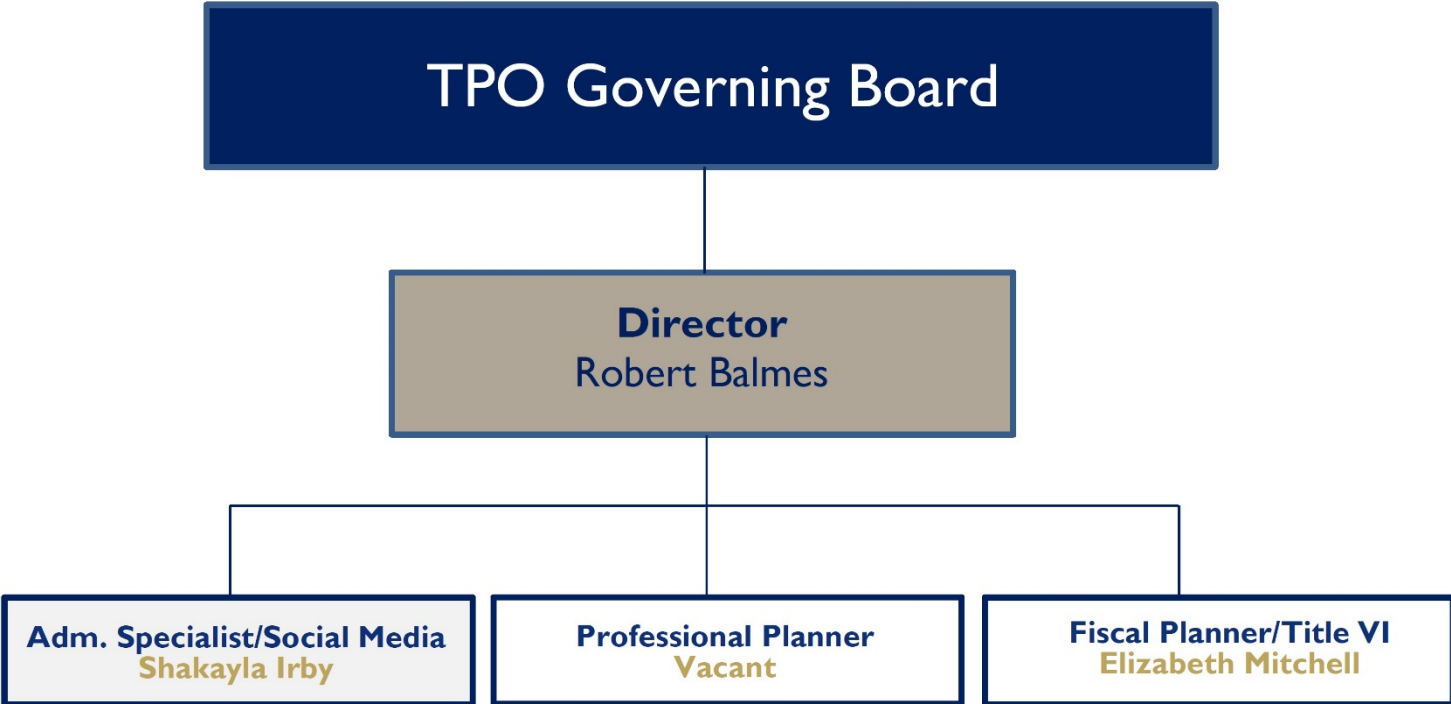 TPO Governing Board
Director
Robert Balmes
Adm. Specialist/Social Media
Shakayla Irby
Professional Planner
Vacant
Fiscal Planner/Title VI
Elizabeth Mitchell